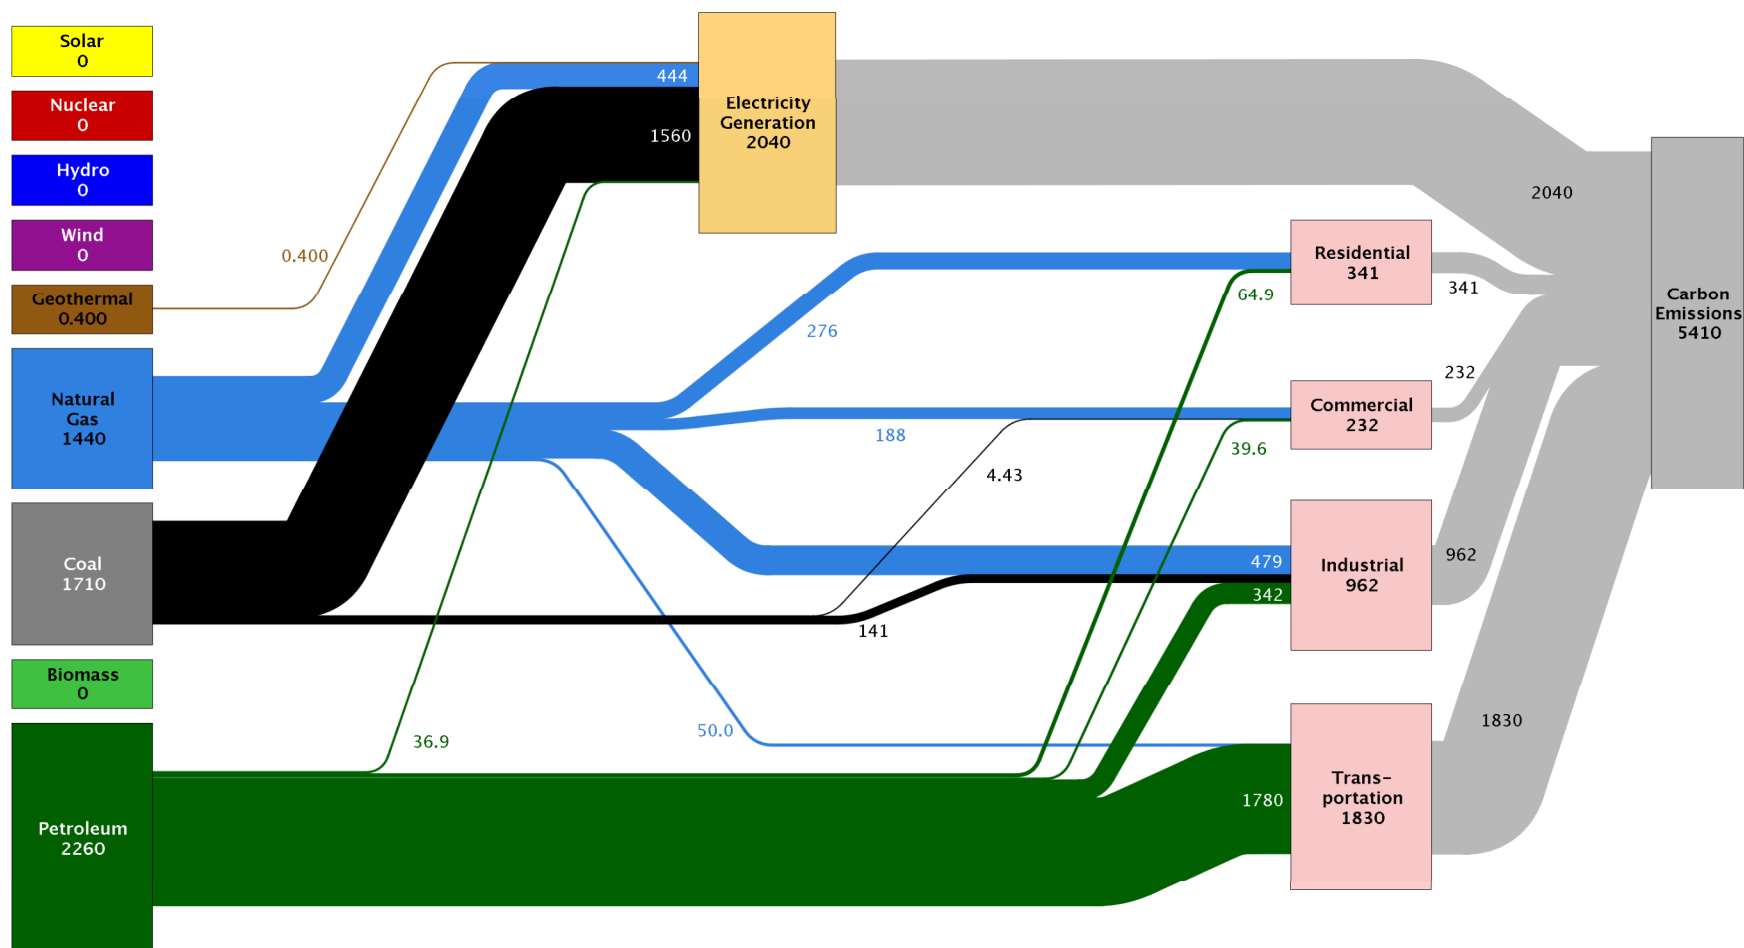 Solar
0
Nuclear
0
Hydro
0
Wind
0
Geothermal
0.400
Natural
Gas
1440
Coal
1710
Biomass
0
Petroleum
2260
0.400
444
1560
36.9
Electricity
Generation
2040
276
188
4.43
141
50.0
64.9
39.6
479
342
1780
Residential
341
Commercial
232
Industrial
962
Trans-
portation
1830
2040
341
232
962
1830
Carbon
Emissions
5410